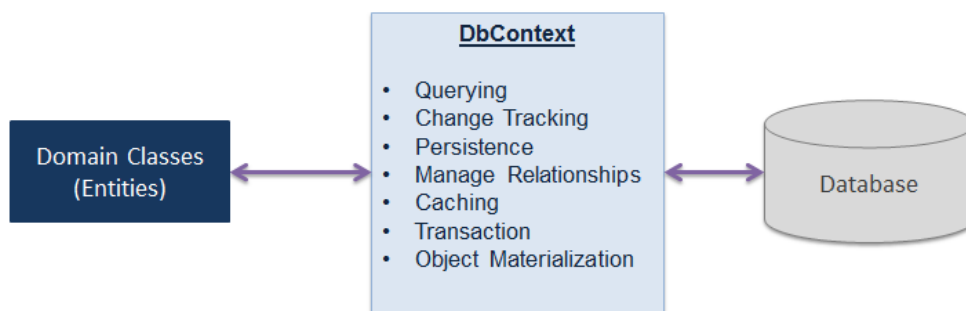 Domain Classes
(Entities)
DbContext
• Querying
• Change Tracking
• Persistence
• Manage Relationships
• Caching
• Transaction
• Object Materialization
Database